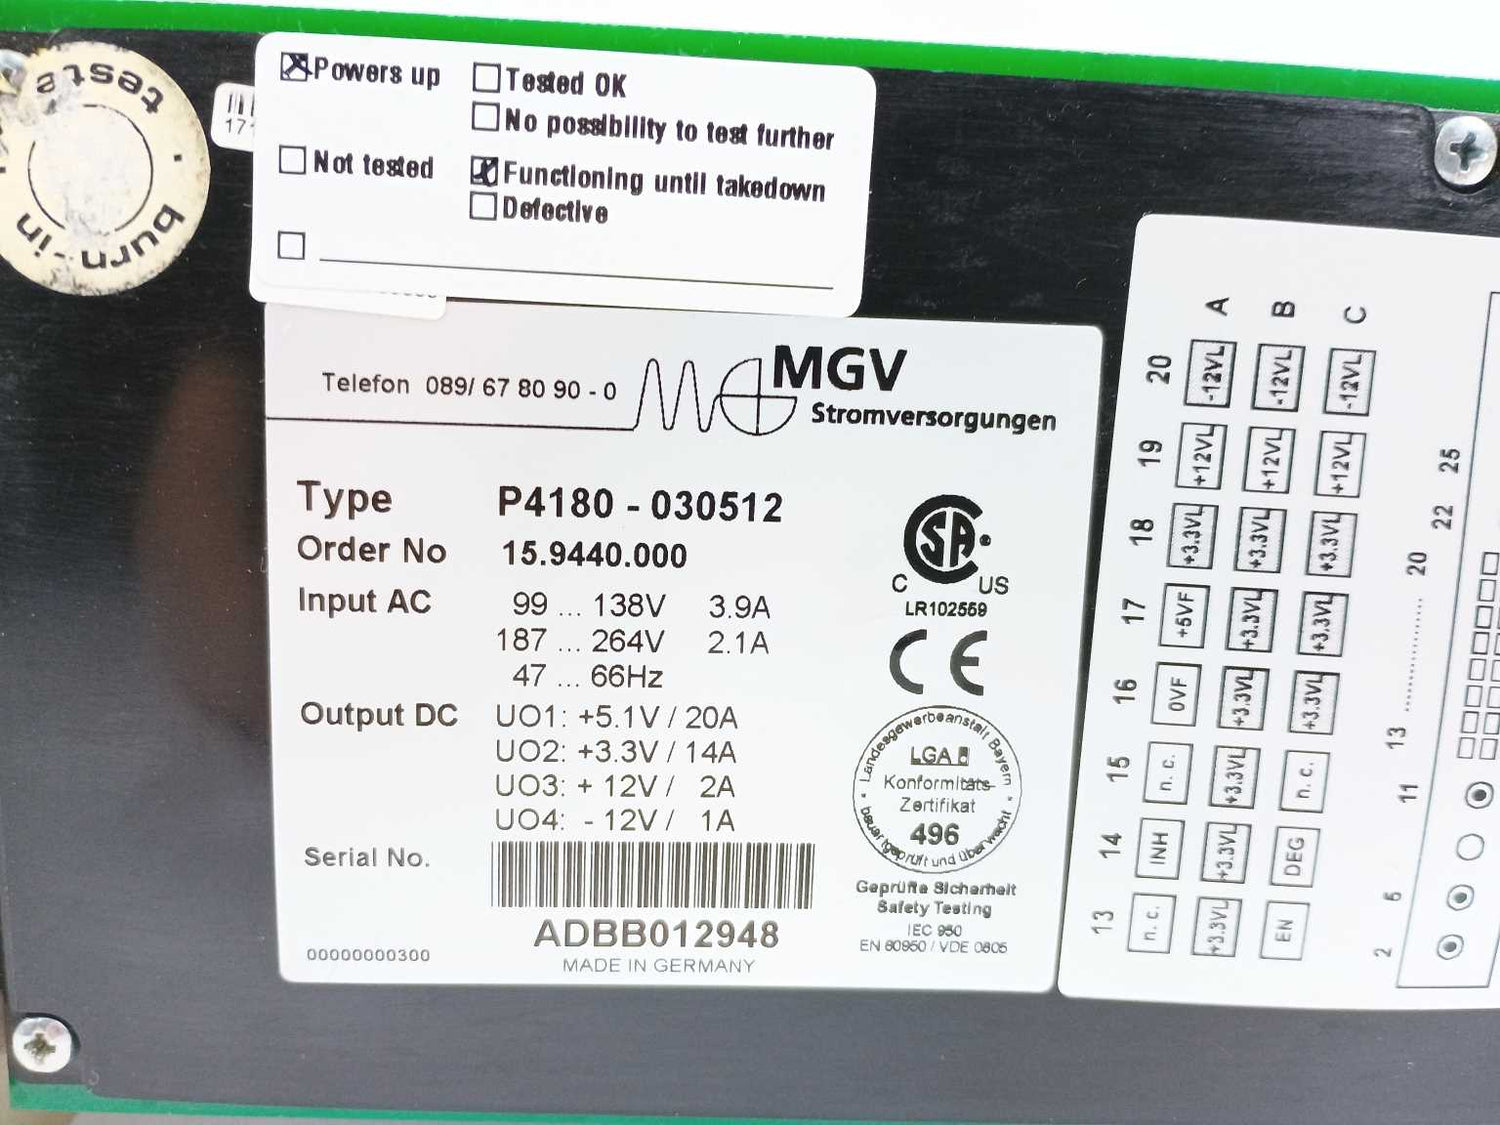 burn-in teste
171
Powers up
Tested OK
No possibility to test further
Not tested
Functioning until takedown
Defective
Telefon 089/ 67 80 90 - 0
MGV
Stromversorgungen
Type P4180 - 030512
Order No 15.9440.000
Input AC 99 ... 138V 3.9A
187 ... 264V 2.1A
47 ... 66Hz
Output DC UO1: +5.1V / 20A
UO2: +3.3V / 14A
UO3: + 12V / 2A
UO4: - 12V / 1A
Serial No.
ADBB012948
00000000300
MADE IN GERMANY
CSA
C US
LR102559
CE
Landesgewerbeanstalt Bayern
LGA
Konformitäts-
Zertifikat
496
bauartgeprüft und überwacht
Geprüfte Sicherheit
Safety Testing
IEC 950
EN 60950 / VDE 0805
A B C
20 -12VL -12VL -12VL
19 +12VL +12VL +12VL
18 +3.3VL +3.3VL +3.3VL
17 +5VF +3.3VL +3.3VL
16 0VF +3.3VL +3.3VL
15 n. c. +3.3VL n. c.
14 INH +3.3VL DEG
13 n. c. +3.3VL EN
2 5 11 13 .............. 20 22 25